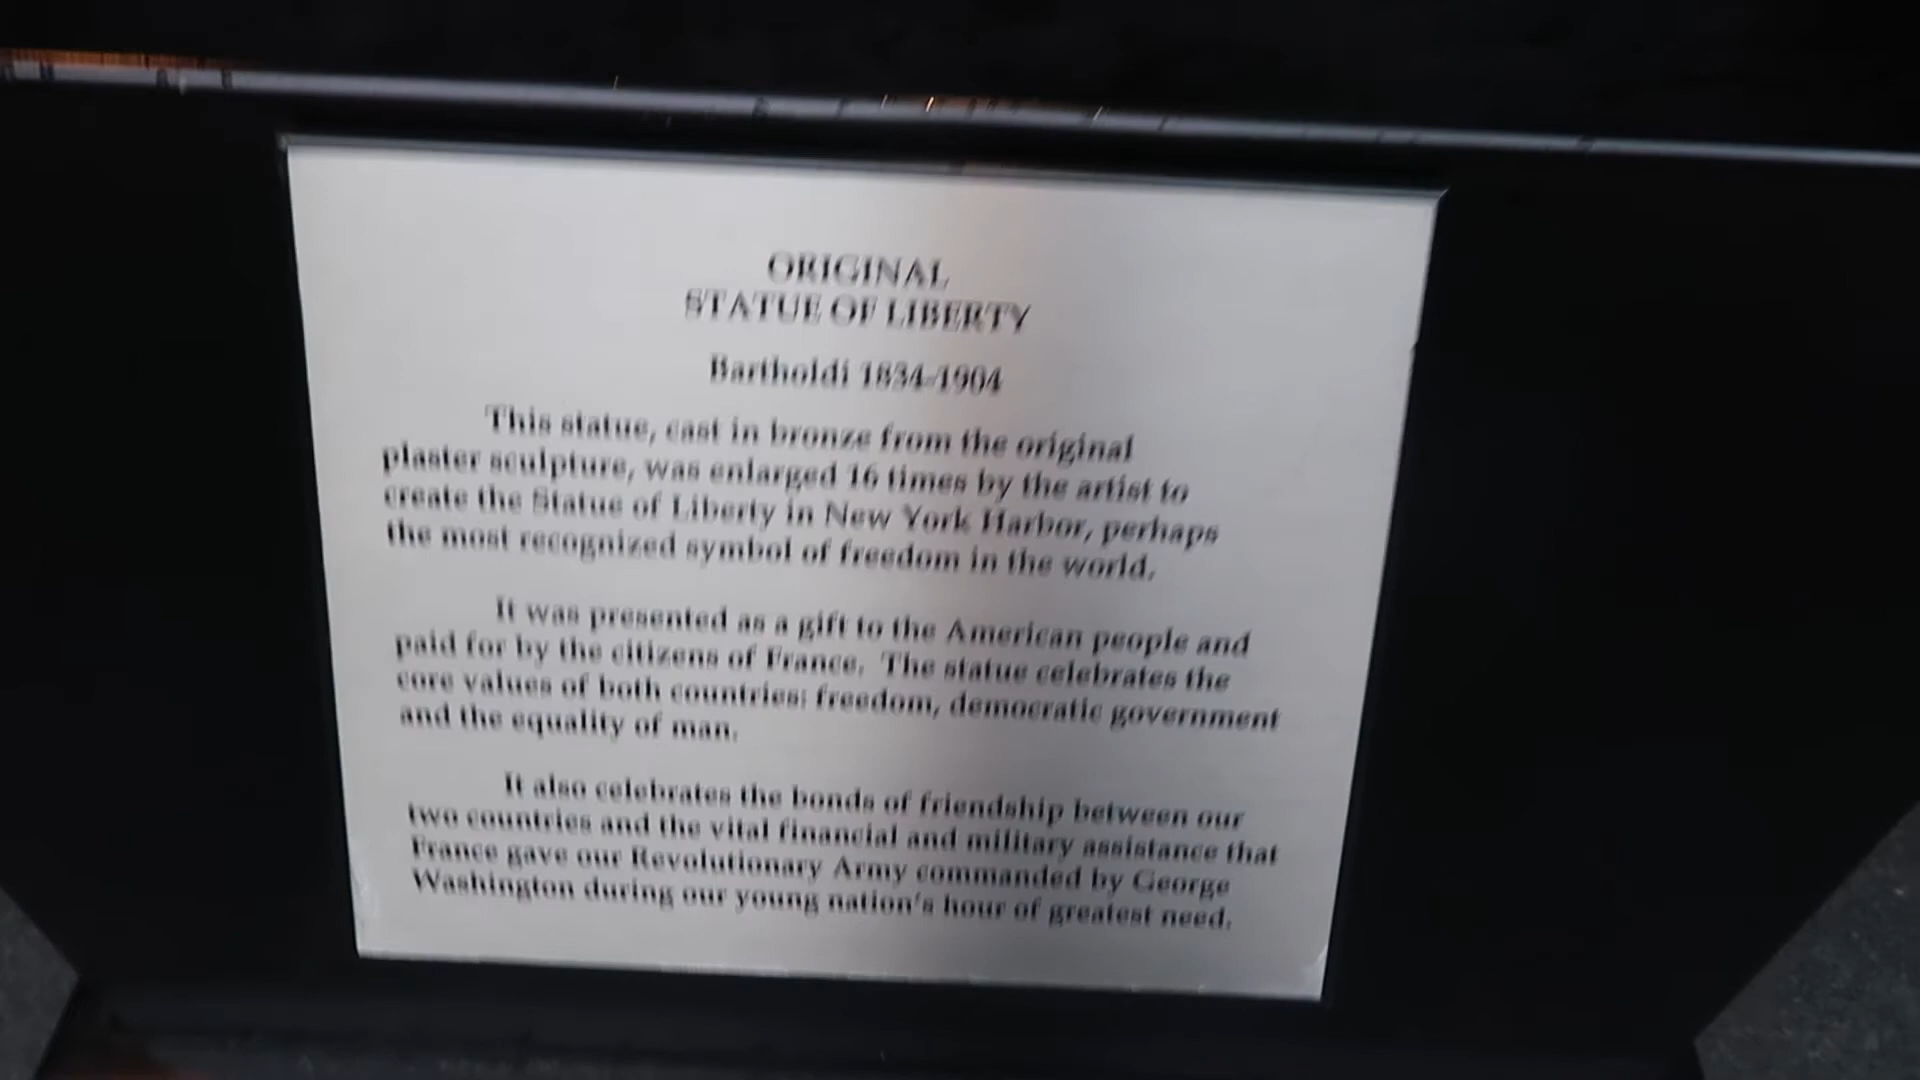 ORIGINAL
STATUE OF LIBERTY
Bartholdi 1834-1904
This statue, cast in bronze from the original
plaster sculpture, was enlarged 16 times by the artist to
create the Statue of Liberty in New York Harbor, perhaps
the most recognized symbol of freedom in the world.
It was presented as a gift to the American people and
paid for by the citizens of France. The statue celebrates the
core values of both countries: freedom, democratic government
and the equality of man.
It also celebrates the bonds of friendship between our
two countries and the vital financial and military assistance that
France gave our Revolutionary Army commanded by George
Washington during our young nation's hour of greatest need.